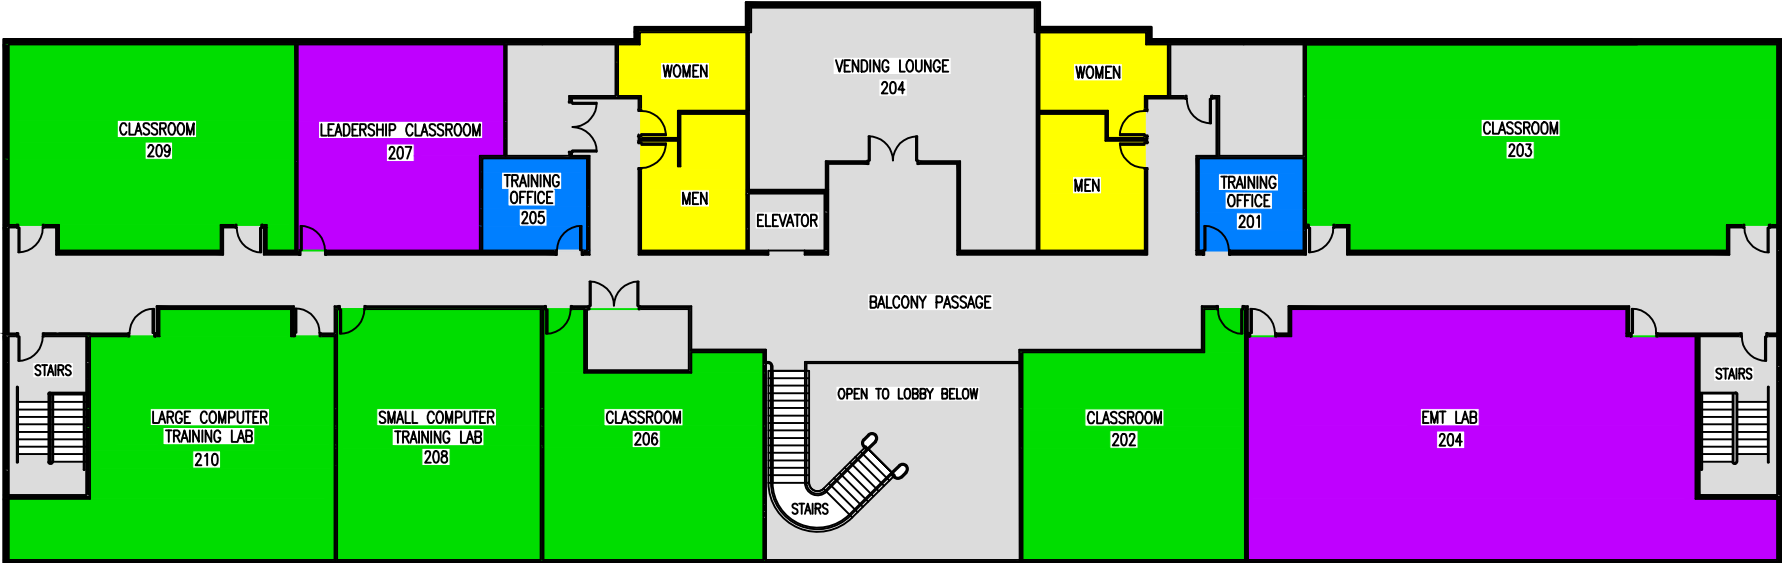 WOMEN
VENDING LOUNGE
204
WOMEN
CLASSROOM
209
LEADERSHIP CLASSROOM
207
CLASSROOM
203
TRAINING
OFFICE
205
MEN
ELEVATOR
MEN
TRAINING
OFFICE
201
BALCONY PASSAGE
STAIRS
OPEN TO LOBBY BELOW
STAIRS
LARGE COMPUTER
TRAINING LAB
210
SMALL COMPUTER
TRAINING LAB
208
CLASSROOM
206
CLASSROOM
202
EMT LAB
204
STAIRS